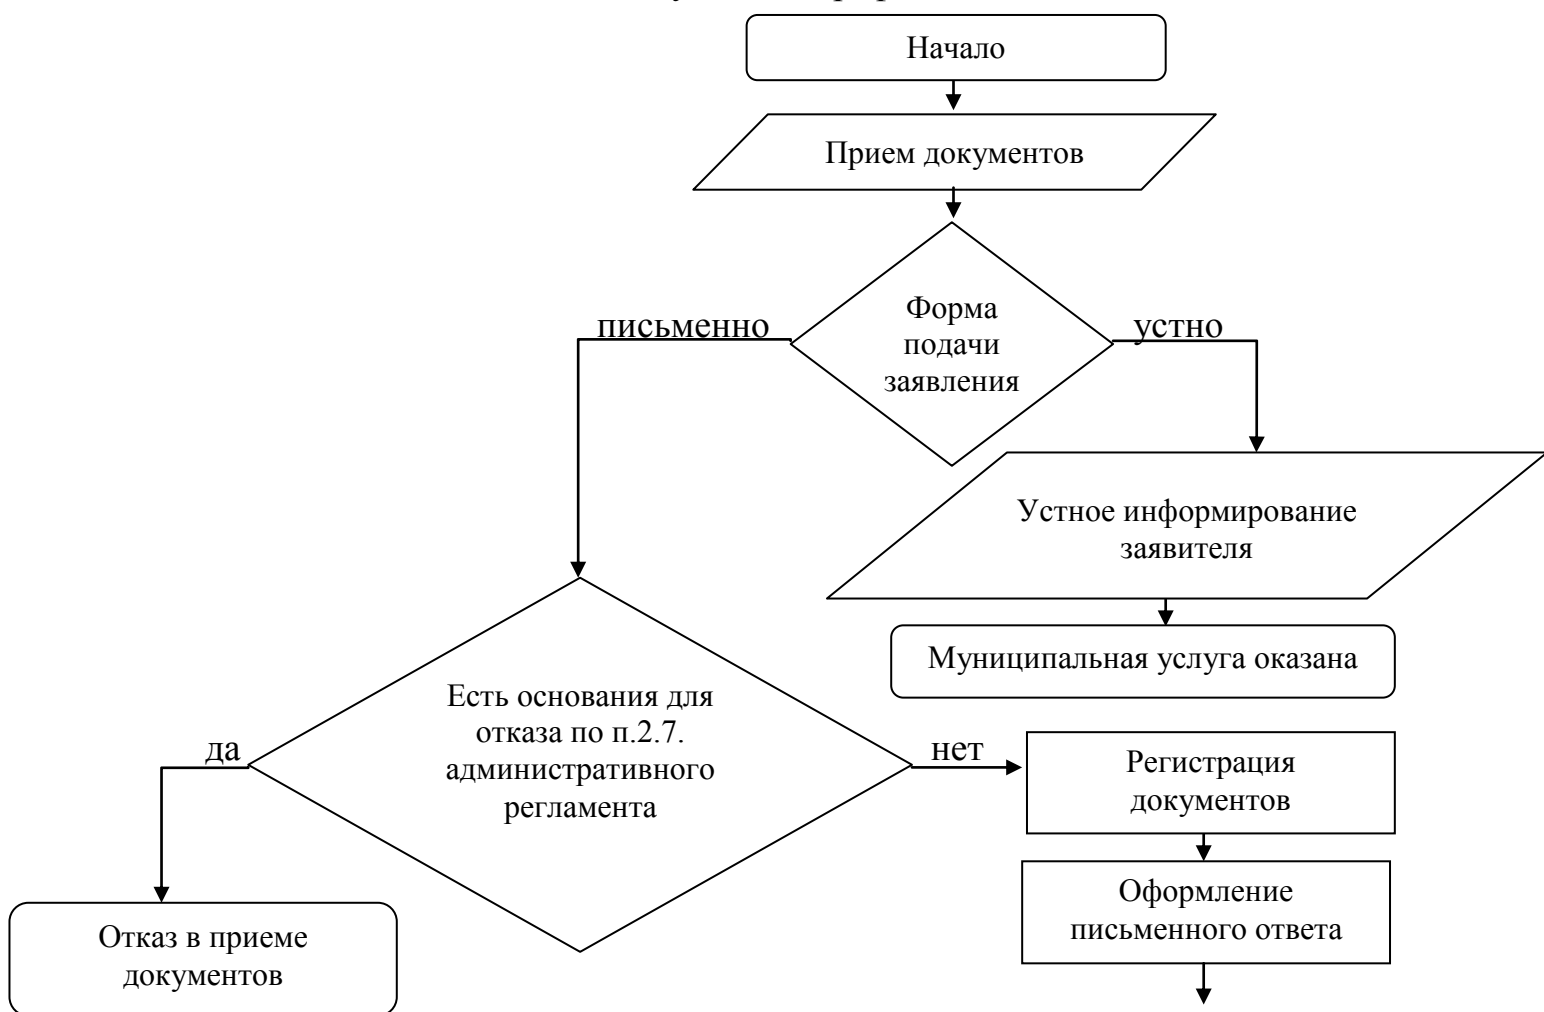 Начало
Прием документов
Форма
подачи
заявления
письменно
устно
Устное информирование
заявителя
Муниципальная услуга оказана
Есть основания для
отказа по п.2.7.
административного
регламента
да
нет
Регистрация
документов
Оформление
письменного ответа
Отказ в приеме
документов